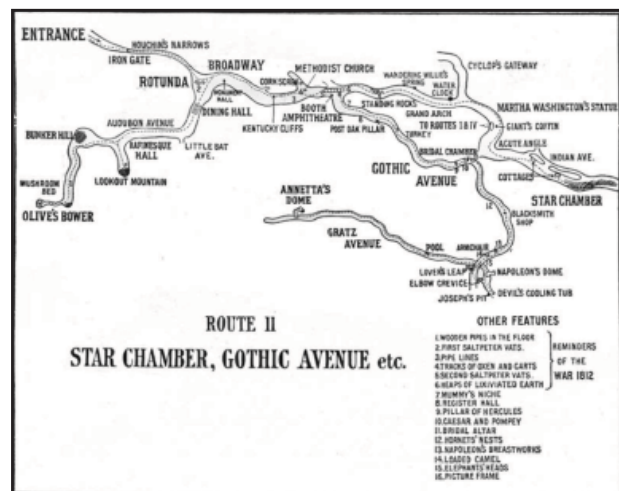 ENTRANCE
HOUCHIN'S NARROWS
IRON GATE
ROTUNDA
BROADWAY
CORKSCREW
METHODIST CHURCH
WANDERING WILLIE'S
SPRING
WATER
CLOCK
CYCLOP'S GATEWAY
MARTHA WASHINGTON'S STATUE
STANDING ROCKS
GRAND ARCH
TO ROUTES I & IV
GIANT'S COFFIN
DINING HALL
KENTUCKY CLIFFS
BOOTH
AMPHITHEATRE
POST OAK PILLAR
TURKEY
ACUTE ANGLE
INDIAN AVE.
BRIDAL CHAMBER
GOTHIC
AVENUE
COTTAGES
STAR CHAMBER
AUDUBON AVENUE
BUNKER HILL
RAFINESQUE
HALL
LITTLE BAT
AVE.
LOOKOUT MOUNTAIN
MUSHROOM
BED
OLIVE'S BOWER
ANNETTA'S
DOME
GRATZ
AVENUE
BLACKSMITH
SHOP
POOL
ARMCHAIR
LOVER'S LEAP
ELBOW CREVICE
NAPOLEON'S DOME
JOSEPH'S PIT
DEVIL'S COOLING TUB
ROUTE II
STAR CHAMBER, GOTHIC AVENUE etc.
OTHER FEATURES
1. WOODEN PIPES IN THE FLOOR
2. FIRST SALTPETER VATS.
3. PIPE LINES
4. TRACKS OF OXEN AND CARTS
5. SECOND SALTPETER VATS.
6. HEAPS OF LIXIVIATED EARTH
REMINDERS
OF THE
WAR 1812
7. MUMMY'S NICHE
8. REGISTER HALL
9. PILLAR OF HERCULES
10. CAESAR AND POMPEY
11. BRIDAL ALTAR
12. HORNETS' NESTS
13. NAPOLEON'S BREASTWORKS
14. LOADED CAMEL
15. ELEPHANTS' HEADS
16. PICTURE FRAME